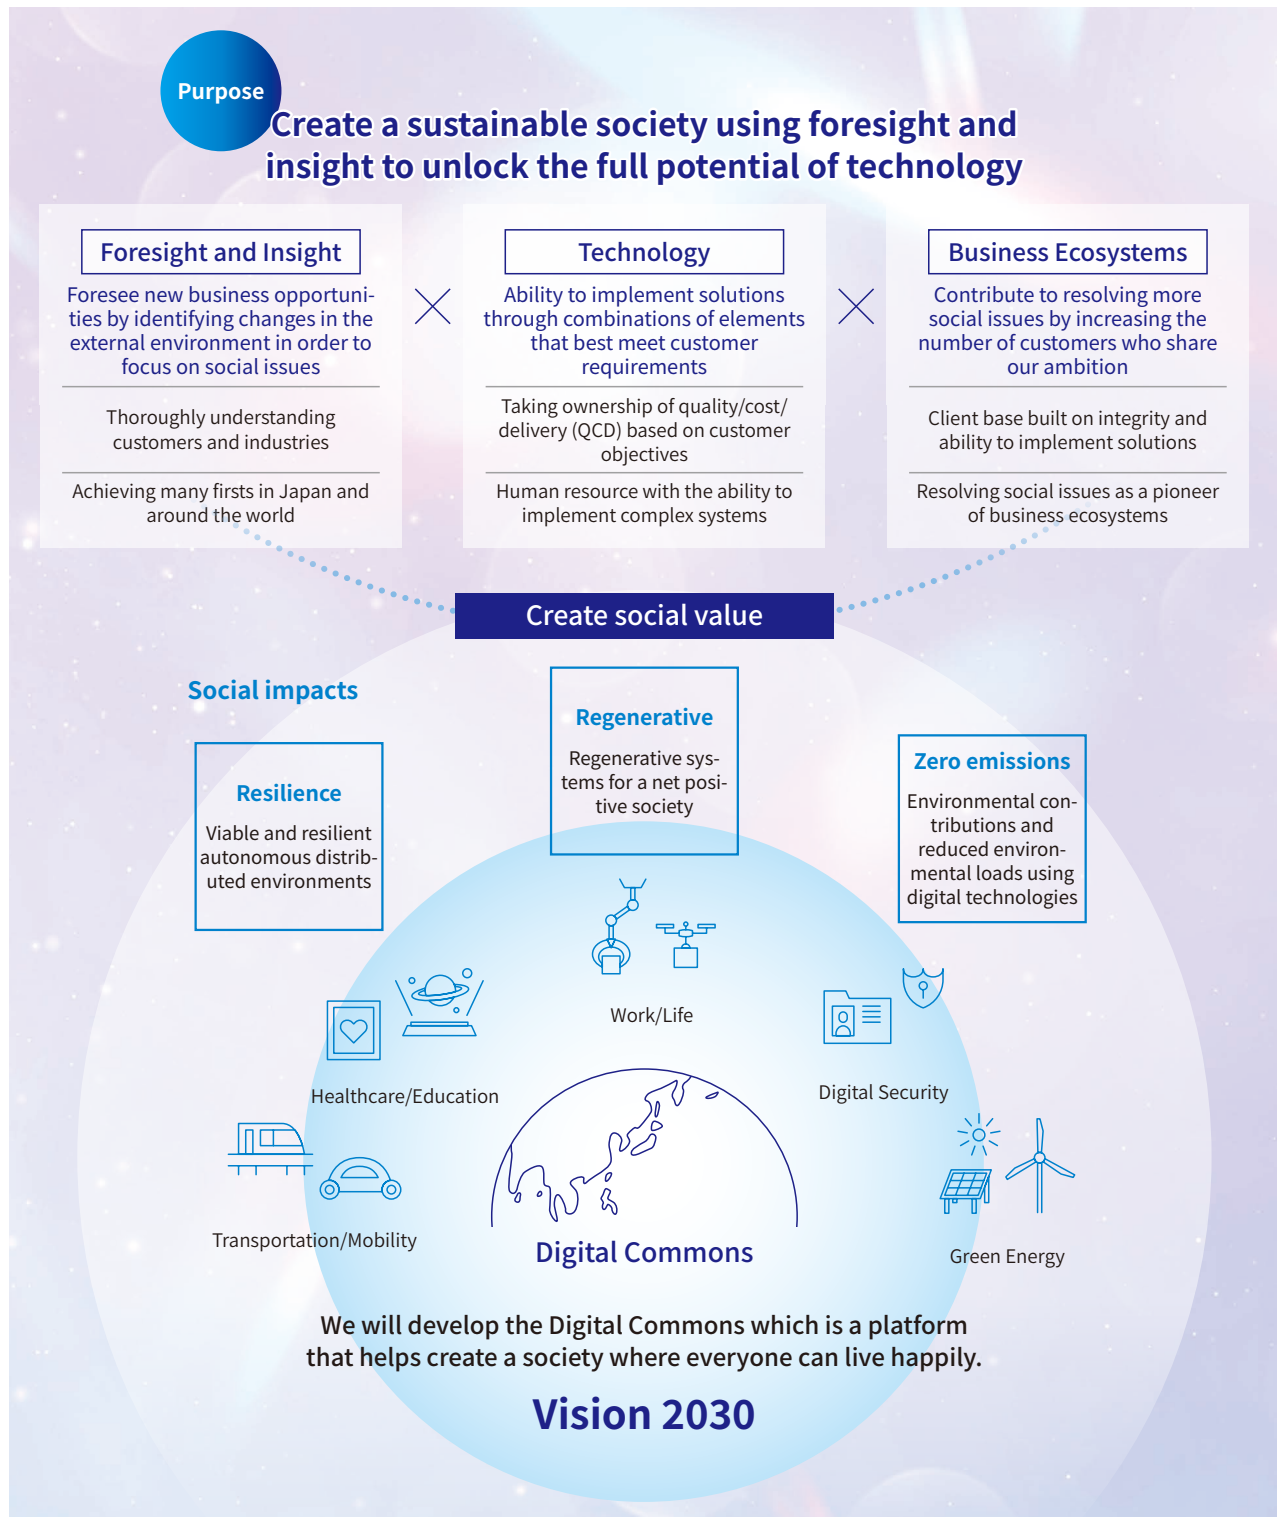 Purpose
Create a sustainable society using foresight and
insight to unlock the full potential of technology
Foresight and Insight
Foresee new business opportuni-
ties by identifying changes in the
external environment in order to
focus on social issues
Thoroughly understanding
customers and industries
Achieving many firsts in Japan and
around the world
Technology
Ability to implement solutions
through combinations of elements
that best meet customer
requirements
Taking ownership of quality/cost/
delivery (QCD) based on customer
objectives
Human resource with the ability to
implement complex systems
Business Ecosystems
Contribute to resolving more
social issues by increasing the
number of customers who share
our ambition
Client base built on integrity and
ability to implement solutions
Resolving social issues as a pioneer
of business ecosystems
Create social value
Social impacts
Resilience
Viable and resilient
autonomous distrib-
uted environments
Regenerative
Regenerative sys-
tems for a net posi-
tive society
Zero emissions
Environmental con-
tributions and
reduced environ-
mental loads using
digital technologies
Work/Life
Healthcare/Education
Digital Security
Transportation/Mobility
Green Energy
Digital Commons
We will develop the Digital Commons which is a platform
that helps create a society where everyone can live happily.
Vision 2030